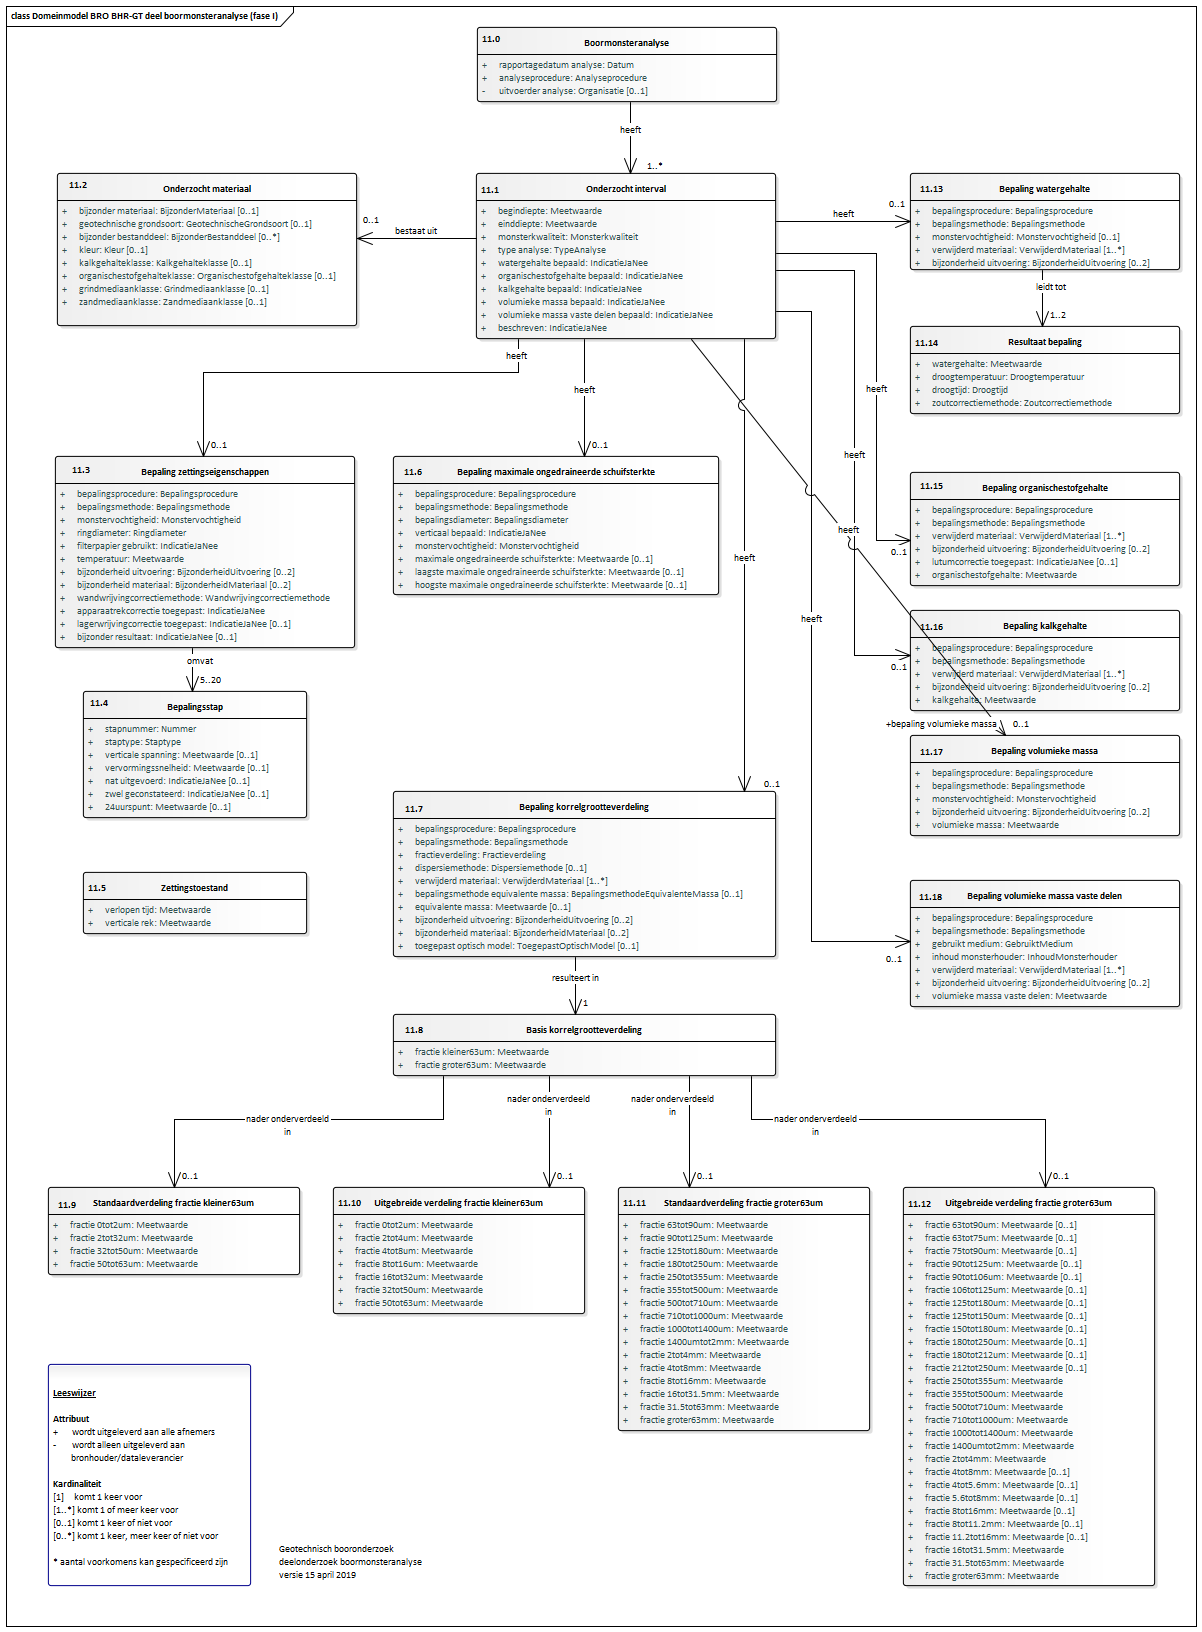 class Domeinmodel BRO BHR-GT deel boormonsteranalyse (fase I)
11.0 Boormonsteranalyse
+ rapportagedatum analyse: Datum
+ analyseprocedure: Analyseprocedure
- uitvoerder analyse: Organisatie [0..1]
heeft
1..*
11.2 Onderzocht materiaal
+ bijzonder materiaal: BijzonderMateriaal [0..1]
+ geotechnische grondsoort: GeotechnischeGrondsoort [0..1]
+ bijzonder bestanddeel: BijzonderBestanddeel [0..*]
+ kleur: Kleur [0..1]
+ kalkgehalteklasse: Kalkgehalteklasse [0..1]
+ organischestofgehalteklasse: Organischestofgehalteklasse [0..1]
+ grindmediaanklasse: Grindmediaanklasse [0..1]
+ zandmediaanklasse: Zandmediaanklasse [0..1]
0..1
bestaat uit
11.1 Onderzocht interval
+ begindiepte: Meetwaarde
+ einddiepte: Meetwaarde
+ monsterkwaliteit: Monsterkwaliteit
+ type analyse: TypeAnalyse
+ watergehalte bepaald: IndicatieJaNee
+ organischestofgehalte bepaald: IndicatieJaNee
+ kalkgehalte bepaald: IndicatieJaNee
+ volumieke massa bepaald: IndicatieJaNee
+ volumieke massa vaste delen bepaald: IndicatieJaNee
+ beschreven: IndicatieJaNee
heeft
0..1
11.13 Bepaling watergehalte
+ bepalingsprocedure: Bepalingsprocedure
+ bepalingsmethode: Bepalingsmethode
+ monstervochtigheid: Monstervochtigheid [0..1]
+ verwijderd materiaal: VerwijderdMateriaal [1..*]
+ bijzonderheid uitvoering: BijzonderheidUitvoering [0..2]
leidt tot
1..2
11.14 Resultaat bepaling
+ watergehalte: Meetwaarde
+ droogtemperatuur: Droogtemperatuur
+ droogtijd: Droogtijd
+ zoutcorrectiemethode: Zoutcorrectiemethode
heeft
0..1
heeft
0..1
heeft
heeft
heeft
heeft
heeft
11.3 Bepaling zettingseigenschappen
+ bepalingsprocedure: Bepalingsprocedure
+ bepalingsmethode: Bepalingsmethode
+ monstervochtigheid: Monstervochtigheid
+ ringdiameter: Ringdiameter
+ filterpapier gebruikt: IndicatieJaNee
+ temperatuur: Meetwaarde
+ bijzonderheid uitvoering: BijzonderheidUitvoering [0..2]
+ bijzonderheid materiaal: BijzonderheidMateriaal [0..2]
+ wandwrijvingcorrectiemethode: Wandwrijvingcorrectiemethode
+ apparaatrekcorrectie toegepast: IndicatieJaNee
+ lagerwrijvingcorrectie toegepast: IndicatieJaNee [0..1]
+ bijzonder resultaat: IndicatieJaNee [0..1]
11.6 Bepaling maximale ongedraineerde schuifsterkte
+ bepalingsprocedure: Bepalingsprocedure
+ bepalingsmethode: Bepalingsmethode
+ bepalingsdiameter: Bepalingsdiameter
+ verticaal bepaald: IndicatieJaNee
+ monstervochtigheid: Monstervochtigheid
+ maximale ongedraineerde schuifsterkte: Meetwaarde [0..1]
+ laagste maximale ongedraineerde schuifsterkte: Meetwaarde [0..1]
+ hoogste maximale ongedraineerde schuifsterkte: Meetwaarde [0..1]
11.15 Bepaling organischestofgehalte
+ bepalingsprocedure: Bepalingsprocedure
+ bepalingsmethode: Bepalingsmethode
+ verwijderd materiaal: VerwijderdMateriaal [1..*]
+ bijzonderheid uitvoering: BijzonderheidUitvoering [0..2]
+ lutumcorrectie toegepast: IndicatieJaNee [0..1]
+ organischestofgehalte: Meetwaarde
0..1
11.16 Bepaling kalkgehalte
+ bepalingsprocedure: Bepalingsprocedure
+ bepalingsmethode: Bepalingsmethode
+ verwijderd materiaal: VerwijderdMateriaal [1..*]
+ bijzonderheid uitvoering: BijzonderheidUitvoering [0..2]
+ kalkgehalte: Meetwaarde
0..1
+bepaling volumieke massa 0..1
11.17 Bepaling volumieke massa
+ bepalingsprocedure: Bepalingsprocedure
+ bepalingsmethode: Bepalingsmethode
+ monstervochtigheid: Monstervochtigheid
+ bijzonderheid uitvoering: BijzonderheidUitvoering [0..2]
+ volumieke massa: Meetwaarde
omvat
5..20
11.4 Bepalingsstap
+ stapnummer: Nummer
+ staptype: Staptype
+ verticale spanning: Meetwaarde [0..1]
+ vervormingssnelheid: Meetwaarde [0..1]
+ nat uitgevoerd: IndicatieJaNee [0..1]
+ zwel geconstateerd: IndicatieJaNee [0..1]
+ 24uurspunt: Meetwaarde [0..1]
0..1
11.7 Bepaling korrelgrootteverdeling
+ bepalingsprocedure: Bepalingsprocedure
+ bepalingsmethode: Bepalingsmethode
+ fractieverdeling: Fractieverdeling
+ dispersiemethode: Dispersiemethode [0..1]
+ verwijderd materiaal: VerwijderdMateriaal [1..*]
+ bepalingsmethode equivalente massa: BepalingsmethodeEquivalenteMassa [0..1]
+ equivalente massa: Meetwaarde [0..1]
+ bijzonderheid uitvoering: BijzonderheidUitvoering [0..2]
+ bijzonderheid materiaal: BijzonderheidMateriaal [0..2]
+ toegepast optisch model: ToegepastOptischModel [0..1]
11.5 Zettingstoestand
+ verlopen tijd: Meetwaarde
+ verticale rek: Meetwaarde
11.18 Bepaling volumieke massa vaste delen
+ bepalingsprocedure: Bepalingsprocedure
+ bepalingsmethode: Bepalingsmethode
+ gebruikt medium: GebruiktMedium
+ inhoud monsterhouder: InhoudMonsterhouder
+ verwijderd materiaal: VerwijderdMateriaal [1..*]
+ bijzonderheid uitvoering: BijzonderheidUitvoering [0..2]
+ volumieke massa vaste delen: Meetwaarde
0..1
resulteert in
1
11.8 Basis korrelgrootteverdeling
+ fractie kleiner63um: Meetwaarde
+ fractie groter63um: Meetwaarde
nader onderverdeeld
in
0..1
nader onderverdeeld
in
0..1
nader onderverdeeld
in
0..1
nader onderverdeeld
in
0..1
11.9 Standaardverdeling fractie kleiner63um
+ fractie 0tot2um: Meetwaarde
+ fractie 2tot32um: Meetwaarde
+ fractie 32tot50um: Meetwaarde
+ fractie 50tot63um: Meetwaarde
11.10 Uitgebreide verdeling fractie kleiner63um
+ fractie 0tot2um: Meetwaarde
+ fractie 2tot4um: Meetwaarde
+ fractie 4tot8um: Meetwaarde
+ fractie 8tot16um: Meetwaarde
+ fractie 16tot32um: Meetwaarde
+ fractie 32tot50um: Meetwaarde
+ fractie 50tot63um: Meetwaarde
11.11 Standaardverdeling fractie groter63um
+ fractie 63tot90um: Meetwaarde
+ fractie 90tot125um: Meetwaarde
+ fractie 125tot180um: Meetwaarde
+ fractie 180tot250um: Meetwaarde
+ fractie 250tot355um: Meetwaarde
+ fractie 355tot500um: Meetwaarde
+ fractie 500tot710um: Meetwaarde
+ fractie 710tot1000um: Meetwaarde
+ fractie 1000tot1400um: Meetwaarde
+ fractie 1400umtot2mm: Meetwaarde
+ fractie 2tot4mm: Meetwaarde
+ fractie 4tot8mm: Meetwaarde
+ fractie 8tot16mm: Meetwaarde
+ fractie 16tot31.5mm: Meetwaarde
+ fractie 31.5tot63mm: Meetwaarde
+ fractie groter63mm: Meetwaarde
11.12 Uitgebreide verdeling fractie groter63um
+ fractie 63tot90um: Meetwaarde [0..1]
+ fractie 63tot75um: Meetwaarde [0..1]
+ fractie 75tot90um: Meetwaarde [0..1]
+ fractie 90tot125um: Meetwaarde [0..1]
+ fractie 90tot106um: Meetwaarde [0..1]
+ fractie 106tot125um: Meetwaarde [0..1]
+ fractie 125tot180um: Meetwaarde [0..1]
+ fractie 125tot150um: Meetwaarde [0..1]
+ fractie 150tot180um: Meetwaarde [0..1]
+ fractie 180tot250um: Meetwaarde [0..1]
+ fractie 180tot212um: Meetwaarde [0..1]
+ fractie 212tot250um: Meetwaarde [0..1]
+ fractie 250tot355um: Meetwaarde
+ fractie 355tot500um: Meetwaarde
+ fractie 500tot710um: Meetwaarde
+ fractie 710tot1000um: Meetwaarde
+ fractie 1000tot1400um: Meetwaarde
+ fractie 1400umtot2mm: Meetwaarde
+ fractie 2tot4mm: Meetwaarde
+ fractie 4tot8mm: Meetwaarde [0..1]
+ fractie 4tot5.6mm: Meetwaarde [0..1]
+ fractie 5.6tot8mm: Meetwaarde [0..1]
+ fractie 8tot16mm: Meetwaarde [0..1]
+ fractie 8tot11.2mm: Meetwaarde [0..1]
+ fractie 11.2tot16mm: Meetwaarde [0..1]
+ fractie 16tot31.5mm: Meetwaarde
+ fractie 31.5tot63mm: Meetwaarde
+ fractie groter63mm: Meetwaarde
Leeswijzer
Attribuut
+ wordt uitgeleverd aan alle afnemers
- wordt alleen uitgeleverd aan
bronhouder/dataleverancier
Kardinaliteit
[1] komt 1 keer voor
[1..*] komt 1 of meer keer voor
[0..1] komt 1 keer of niet voor
[0..*] komt 1 keer, meer keer of niet voor
* aantal voorkomens kan gespecificeerd zijn
Geotechnisch booronderzoek
deelonderzoek boormonsteranalyse
versie 15 april 2019